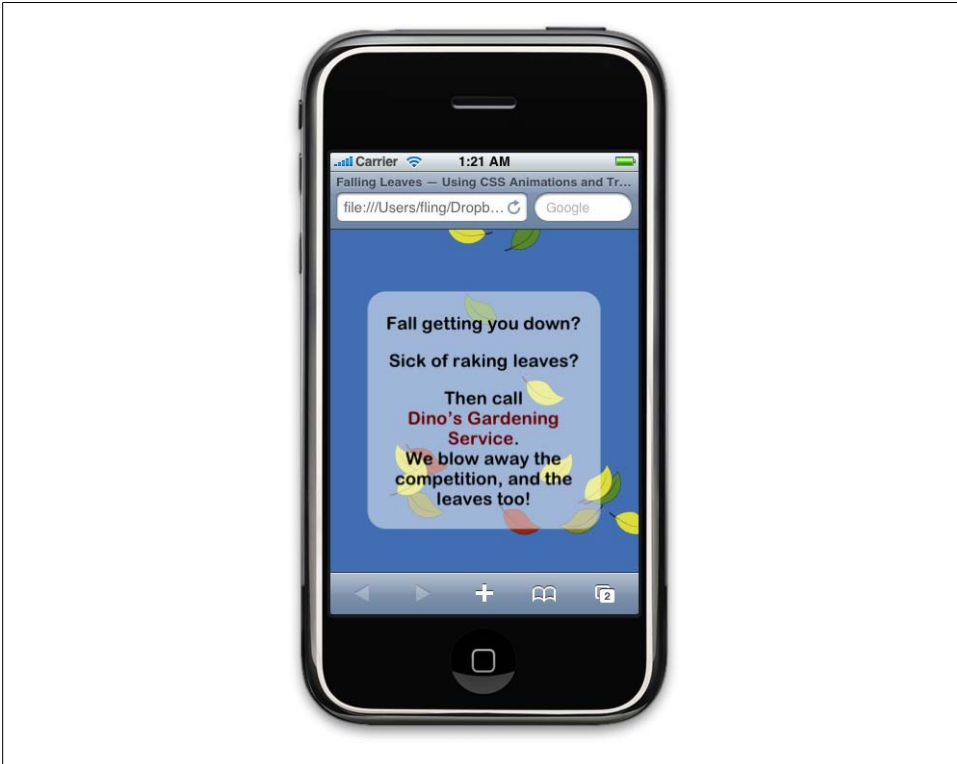 Carrier 1:21 AM
Falling Leaves — Using CSS Animations and Tr...
file:///Users/fling/Dropb... Google
Fall getting you down?
Sick of raking leaves?
Then call
Dino’s Gardening
Service.
We blow away the
competition, and the
leaves too!
2